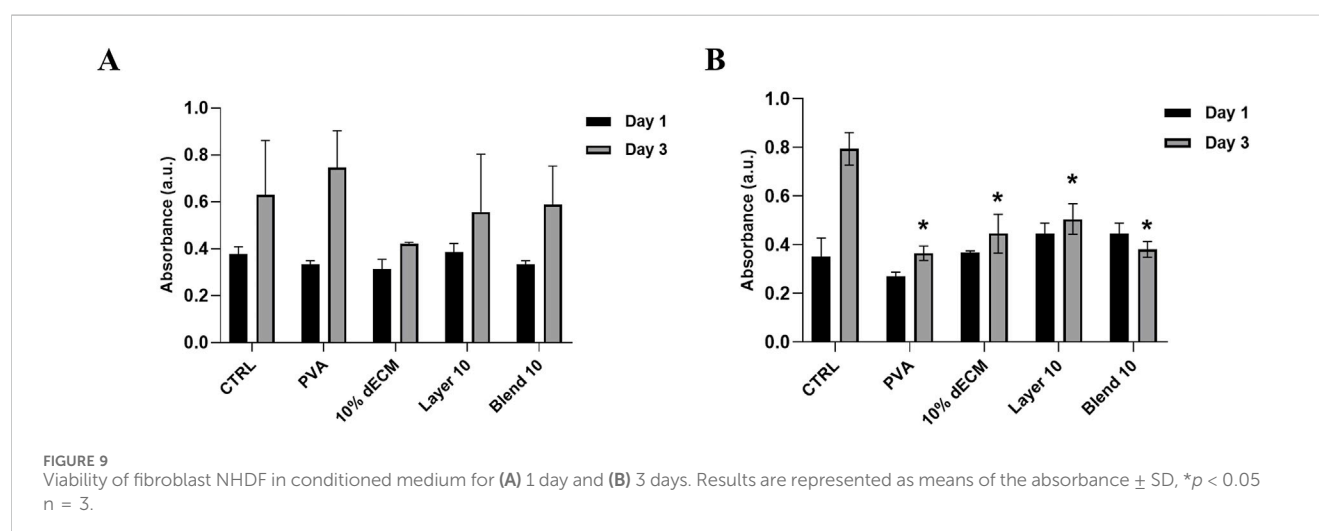 A
1.0
0.8
0.6
0.4
0.2
0.0
Absorbance (a.u.)
Day 1
Day 3
CTRL
PVA
10% dECM
Layer 10
Blend 10
B
1.0
0.8
0.6
0.4
0.2
0.0
Absorbance (a.u.)
Day 1
Day 3
*
*
*
*
CTRL
PVA
10% dECM
Layer 10
Blend 10
FIGURE 9
Viability of fibroblast NHDF in conditioned medium for (A) 1 day and (B) 3 days. Results are represented as means of the absorbance ± SD, *p < 0.05
n = 3.